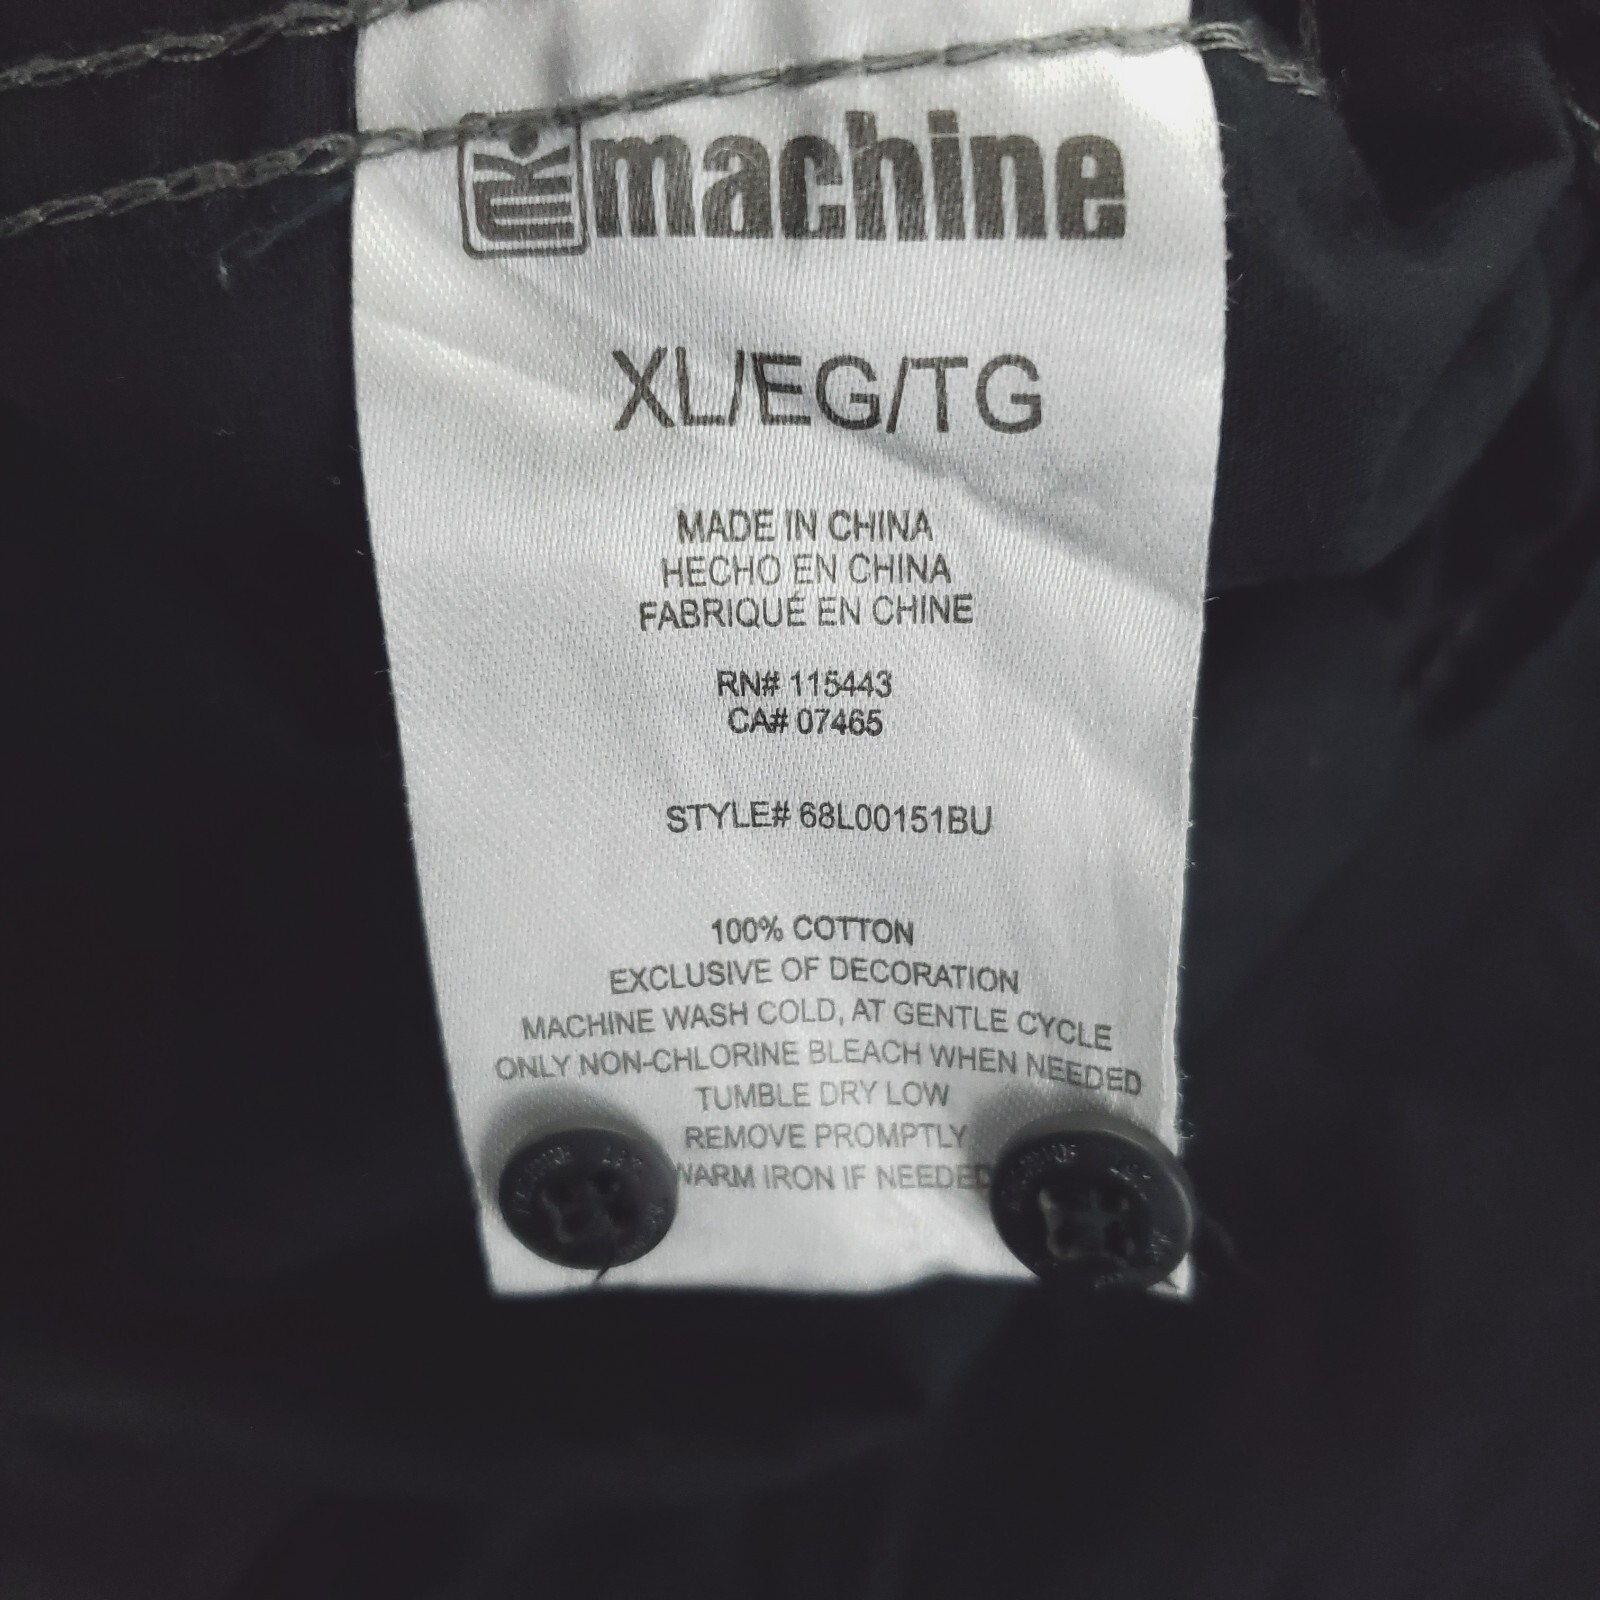 machine
XL/EG/TG
MADE IN CHINA
HECHO EN CHINA
FABRIQUÉ EN CHINE
RN# 115443
CA# 07465
STYLE# 68L00151BU
100% COTTON
EXCLUSIVE OF DECORATION
MACHINE WASH COLD, AT GENTLE CYCLE
ONLY NON-CHLORINE BLEACH WHEN NEEDED
TUMBLE DRY LOW
REMOVE PROMPTLY
WARM IRON IF NEEDED